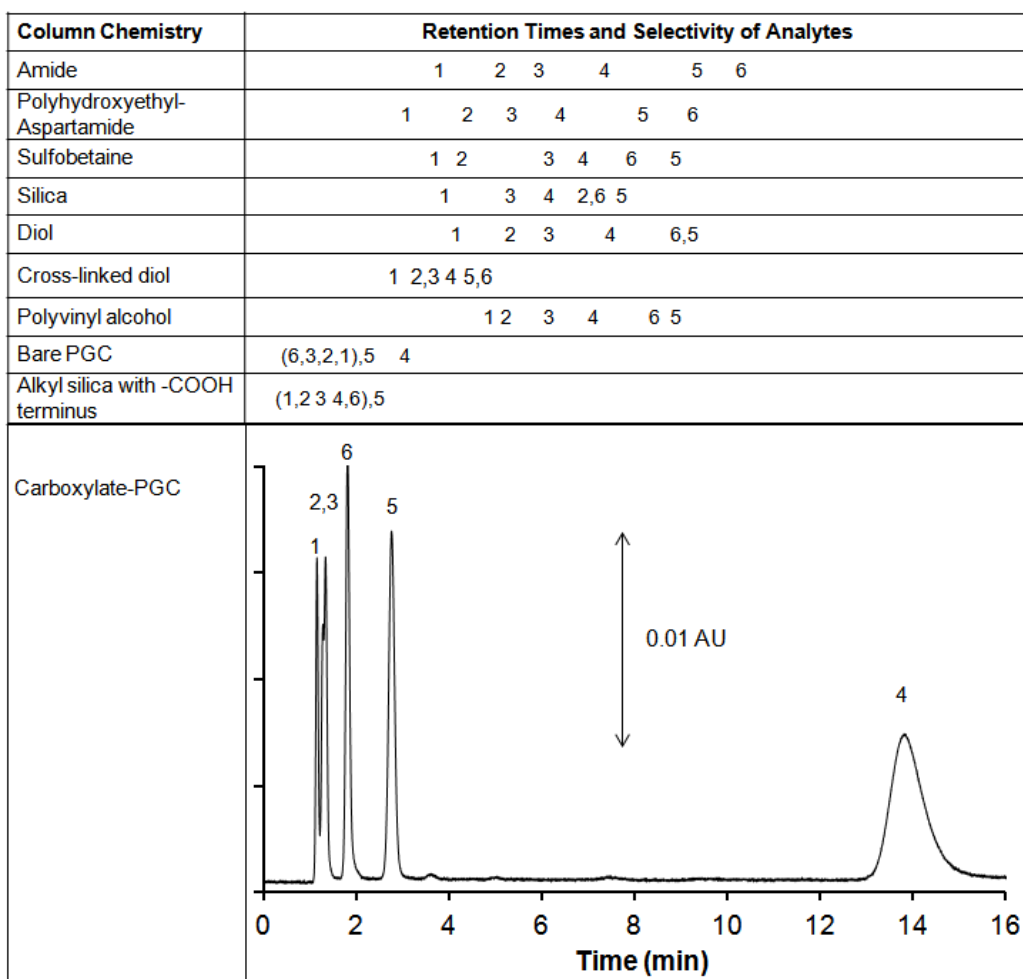 Column Chemistry Retention Times and Selectivity of Analytes
Amide 1 2 3 4 5 6
Polyhydroxyethyl-
Aspartamide 1 2 3 4 5 6
Sulfobetaine 1 2 3 4 6 5
Silica 1 3 4 2,6 5
Diol 1 2 3 4 6,5
Cross-linked diol 1 2,3 4 5,6
Polyvinyl alcohol 1 2 3 4 6 5
Bare PGC (6,3,2,1),5 4
Alkyl silica with -COOH
terminus (1,2 3 4,6),5
Carboxylate-PGC
6
2,3
5
1
0.01 AU
4
0 2 4 6 8 10 12 14 16
Time (min)